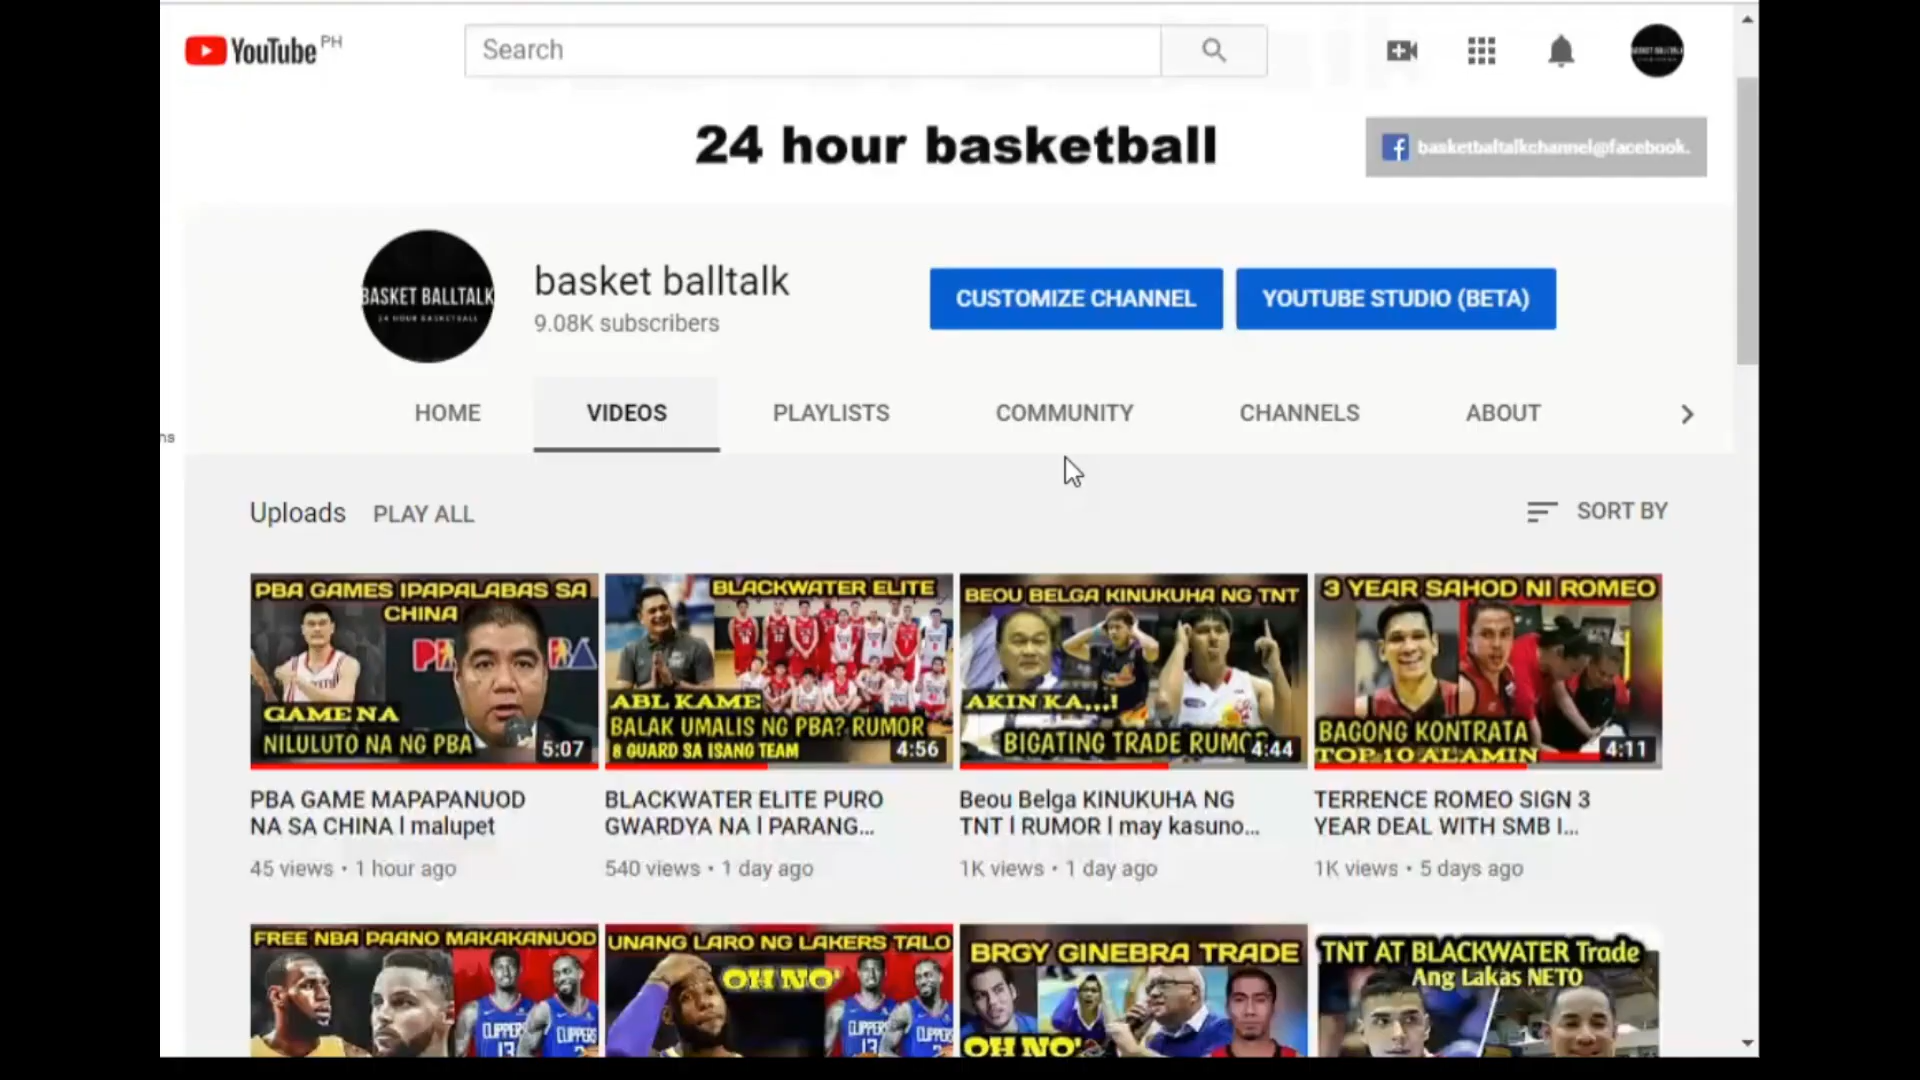 YouTube PH
Search
24 hour basketball
basketbaltalkchannel@facebook.
BASKET BALLTALK
24 HOUR BASKETBALL
basket balltalk
9.08K subscribers
CUSTOMIZE CHANNEL
YOUTUBE STUDIO (BETA)
HOME
VIDEOS
PLAYLISTS
COMMUNITY
CHANNELS
ABOUT
ns
Uploads
PLAY ALL
SORT BY
PBA GAMES IPAPALABAS SA
CHINA
GAME NA
NILULUTO NA NG PBA
5:07
BLACKWATER ELITE
ABL KAME
BALAK UMALIS NG PBA? RUMOR
8 GUARD SA ISANG TEAM
4:56
BEOU BELGA KINUKUHA NG TNT
AKIN KA...!
BIGATING TRADE
4:44
3 YEAR SAHOD NI ROMEO
BAGONG KONTRATA
TOP 10 ALAMIN
4:11
PBA GAME MAPAPANUOD
NA SA CHINA l malupet
45 views • 1 hour ago
BLACKWATER ELITE PURO
GWARDYA NA l PARANG...
540 views • 1 day ago
Beou Belga KINUKUHA NG
TNT l RUMOR l may kasuno...
1K views • 1 day ago
TERRENCE ROMEO SIGN 3
YEAR DEAL WITH SMB l...
1K views • 5 days ago
FREE NBA PAANO MAKAKANUOD
CLIPPERS
13
CLIPPERS
UNANG LARO NG LAKERS TALO
OH NO'
CLIPPERS
13
CLIPPERS
BRGY GINEBRA TRADE
OH NO'
TNT AT BLACKWATER Trade
Ang Lakas NETO